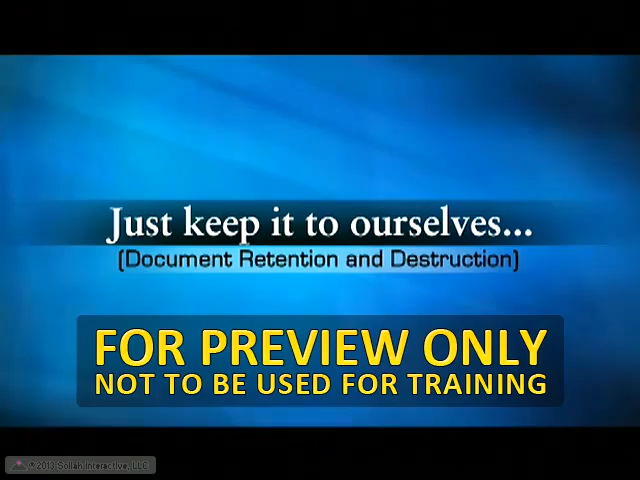 Just keep it to ourselves...
(Document Retention and Destruction)
FOR PREVIEW ONLY
NOT TO BE USED FOR TRAINING
© 2013 Sollah Interactive, LLC